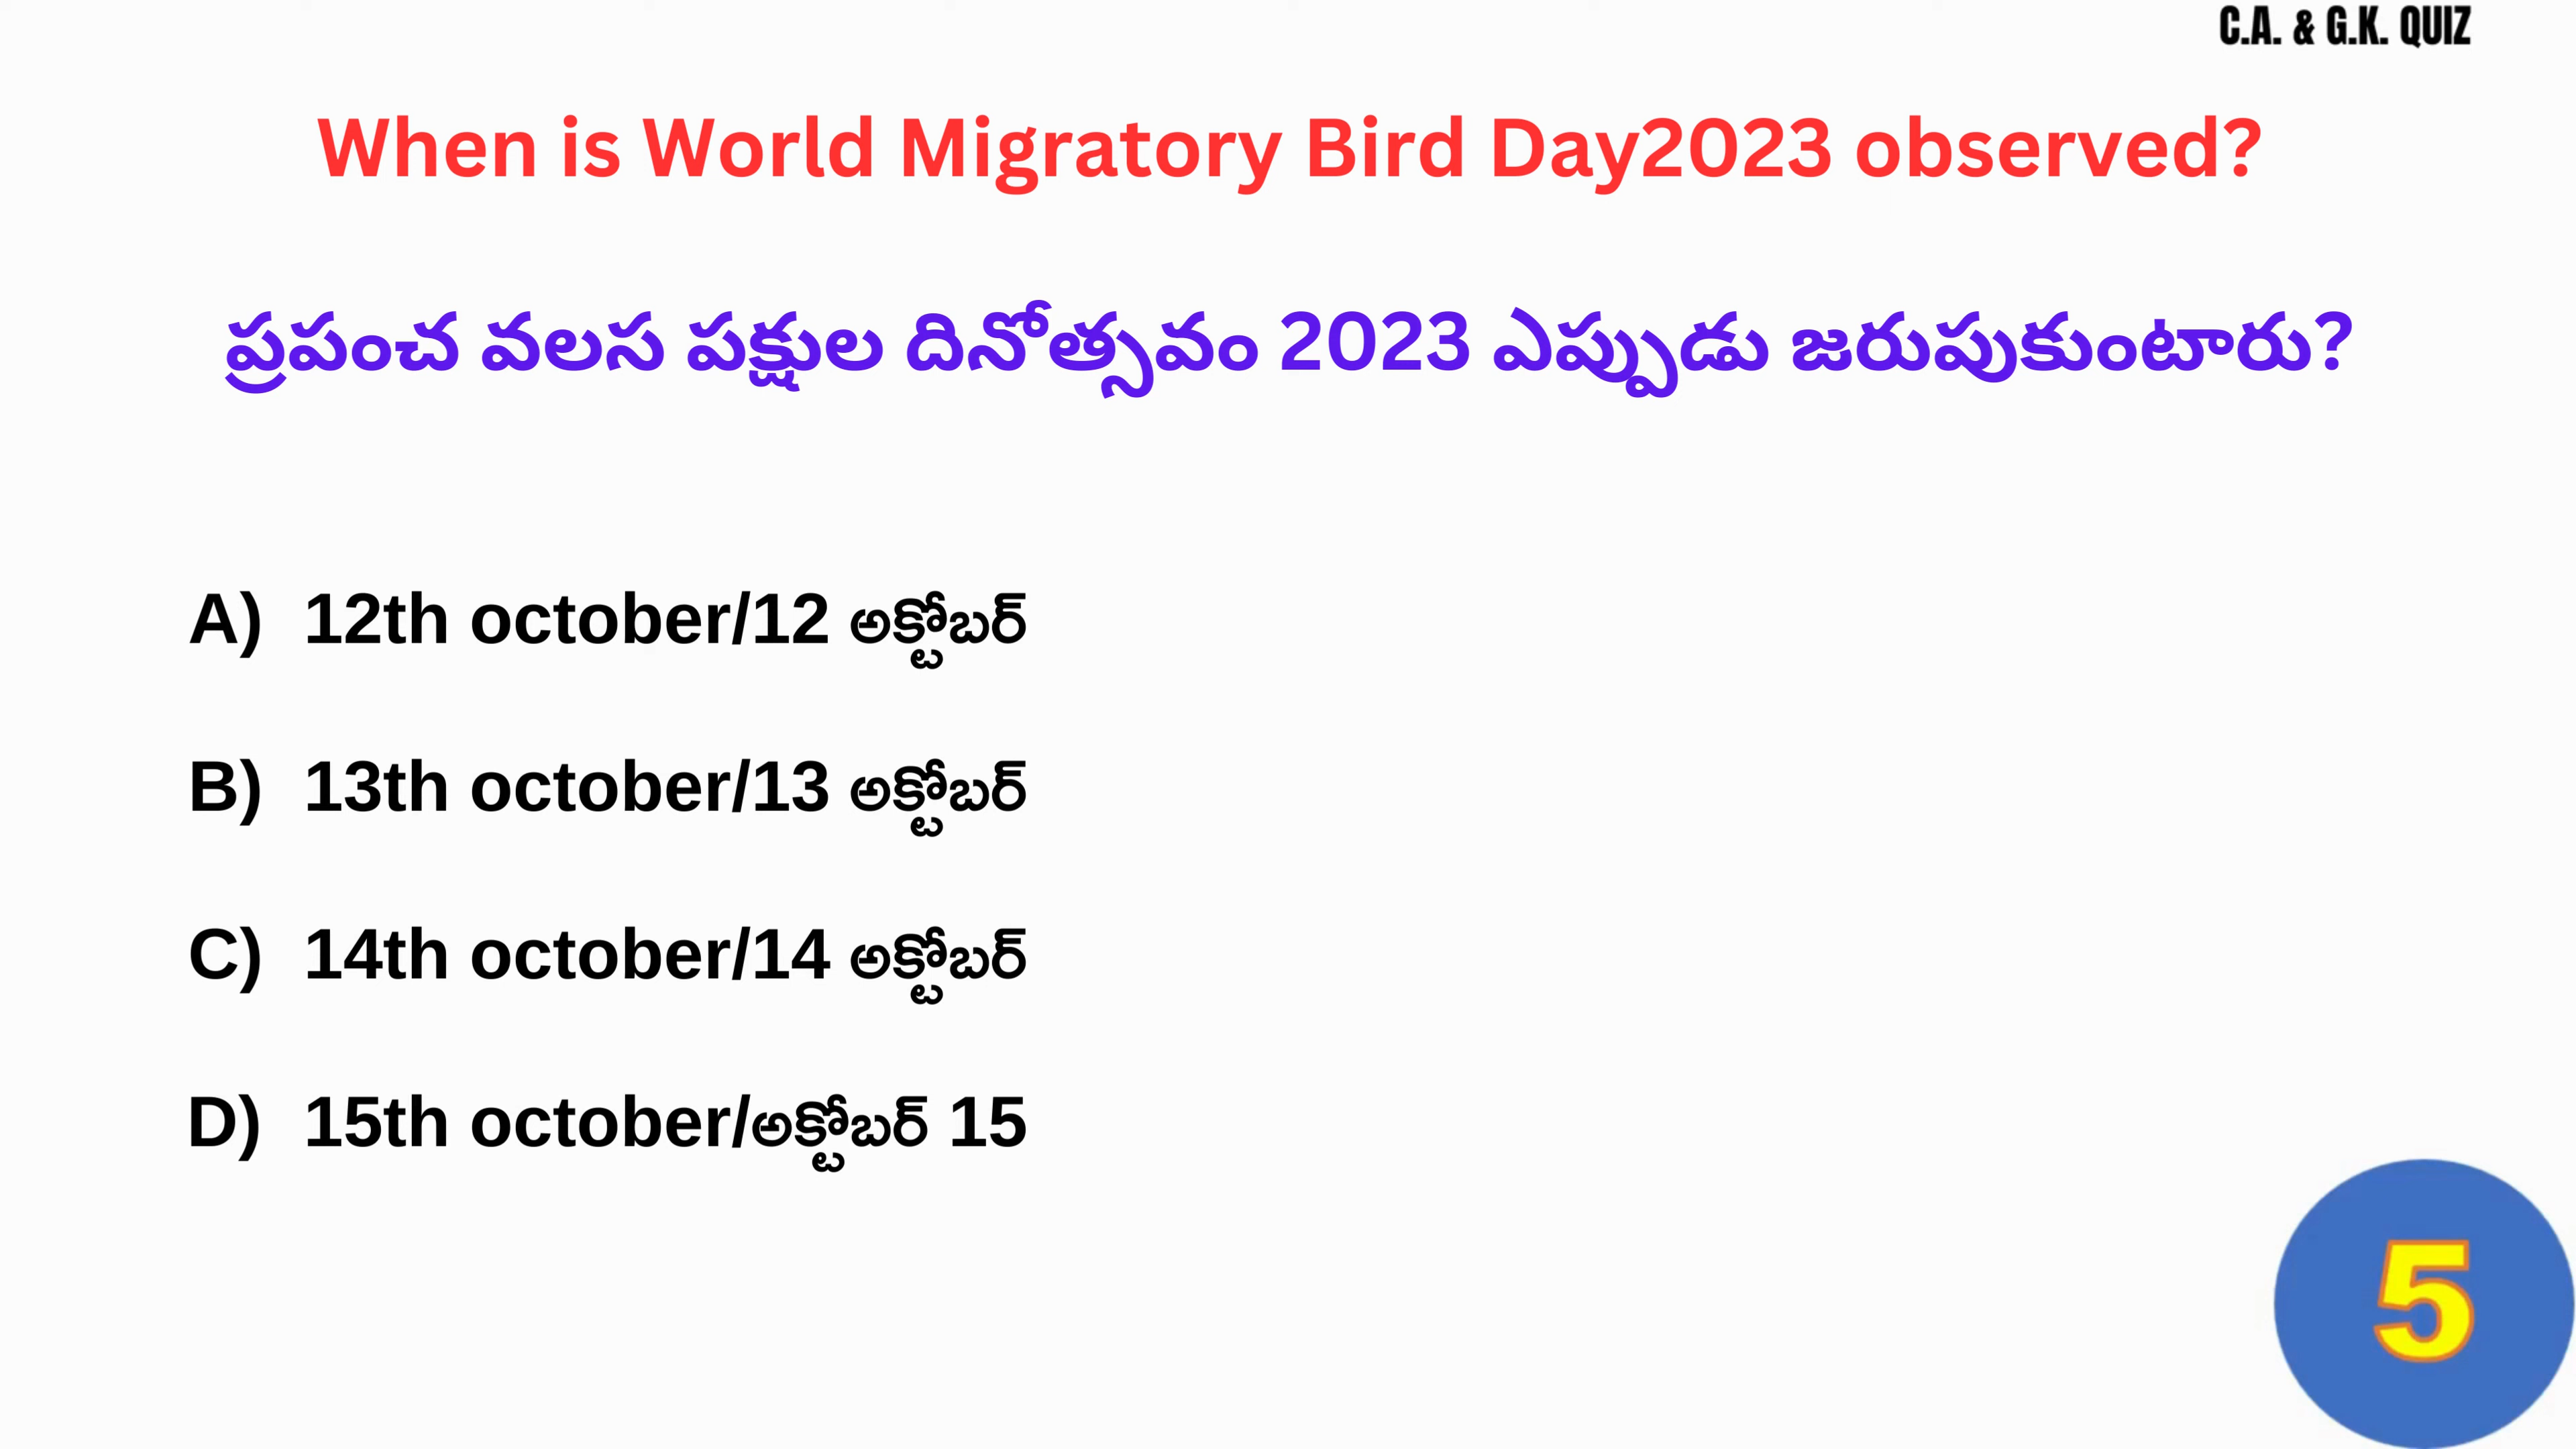 C.A. & G.K. QUIZ
When is World Migratory Bird Day2023 observed?
ప్రపంచ వలస పక్షుల దినోత్సవం 2023 ఎప్పుడు జరుపుకుంటారు?
A) 12th october/12 అక్టోబర్
B) 13th october/13 అక్టోబర్
C) 14th october/14 అక్టోబర్
D) 15th october/అక్టోబర్ 15
5